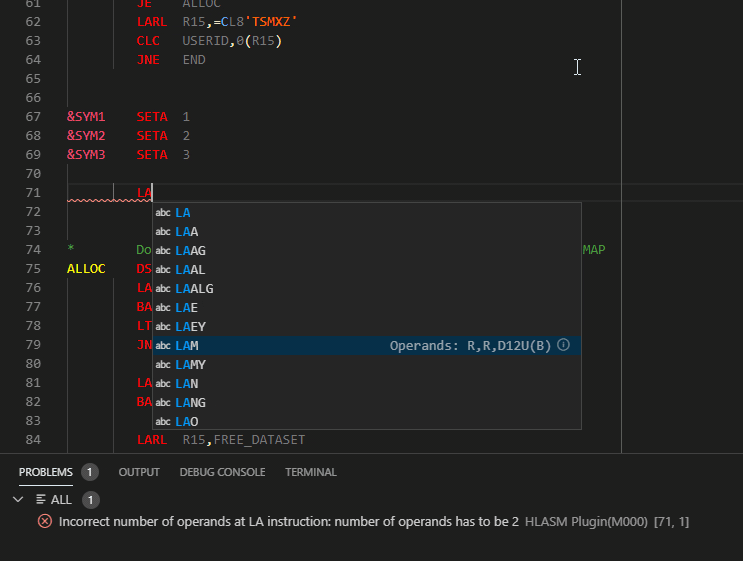 61 JE ALLOC
62 LARL R15,=CL8'TSMXZ'
63 CLC USERID,0(R15)
64 JNE END
65
66
67 &SYM1 SETA 1
68 &SYM2 SETA 2
69 &SYM3 SETA 3
70
71 LA
72 abc LA
73 abc LAA
abc LAAG
74 * Do MAP
75 ALLOC DS abc LAAL
76 LA abc LAALG
77 BA abc LAE
78 LT abc LAEY
79 JN abc LAM Operands: R,R,D12U(B)
80 abc LAMY
81 LA abc LAN
82 BA abc LANG
83 abc LAO
84 LARL R15,FREE_DATASET
PROBLEMS 1 OUTPUT DEBUG CONSOLE TERMINAL
ALL 1
Incorrect number of operands at LA instruction: number of operands has to be 2 HLASM Plugin(M000) [71, 1]